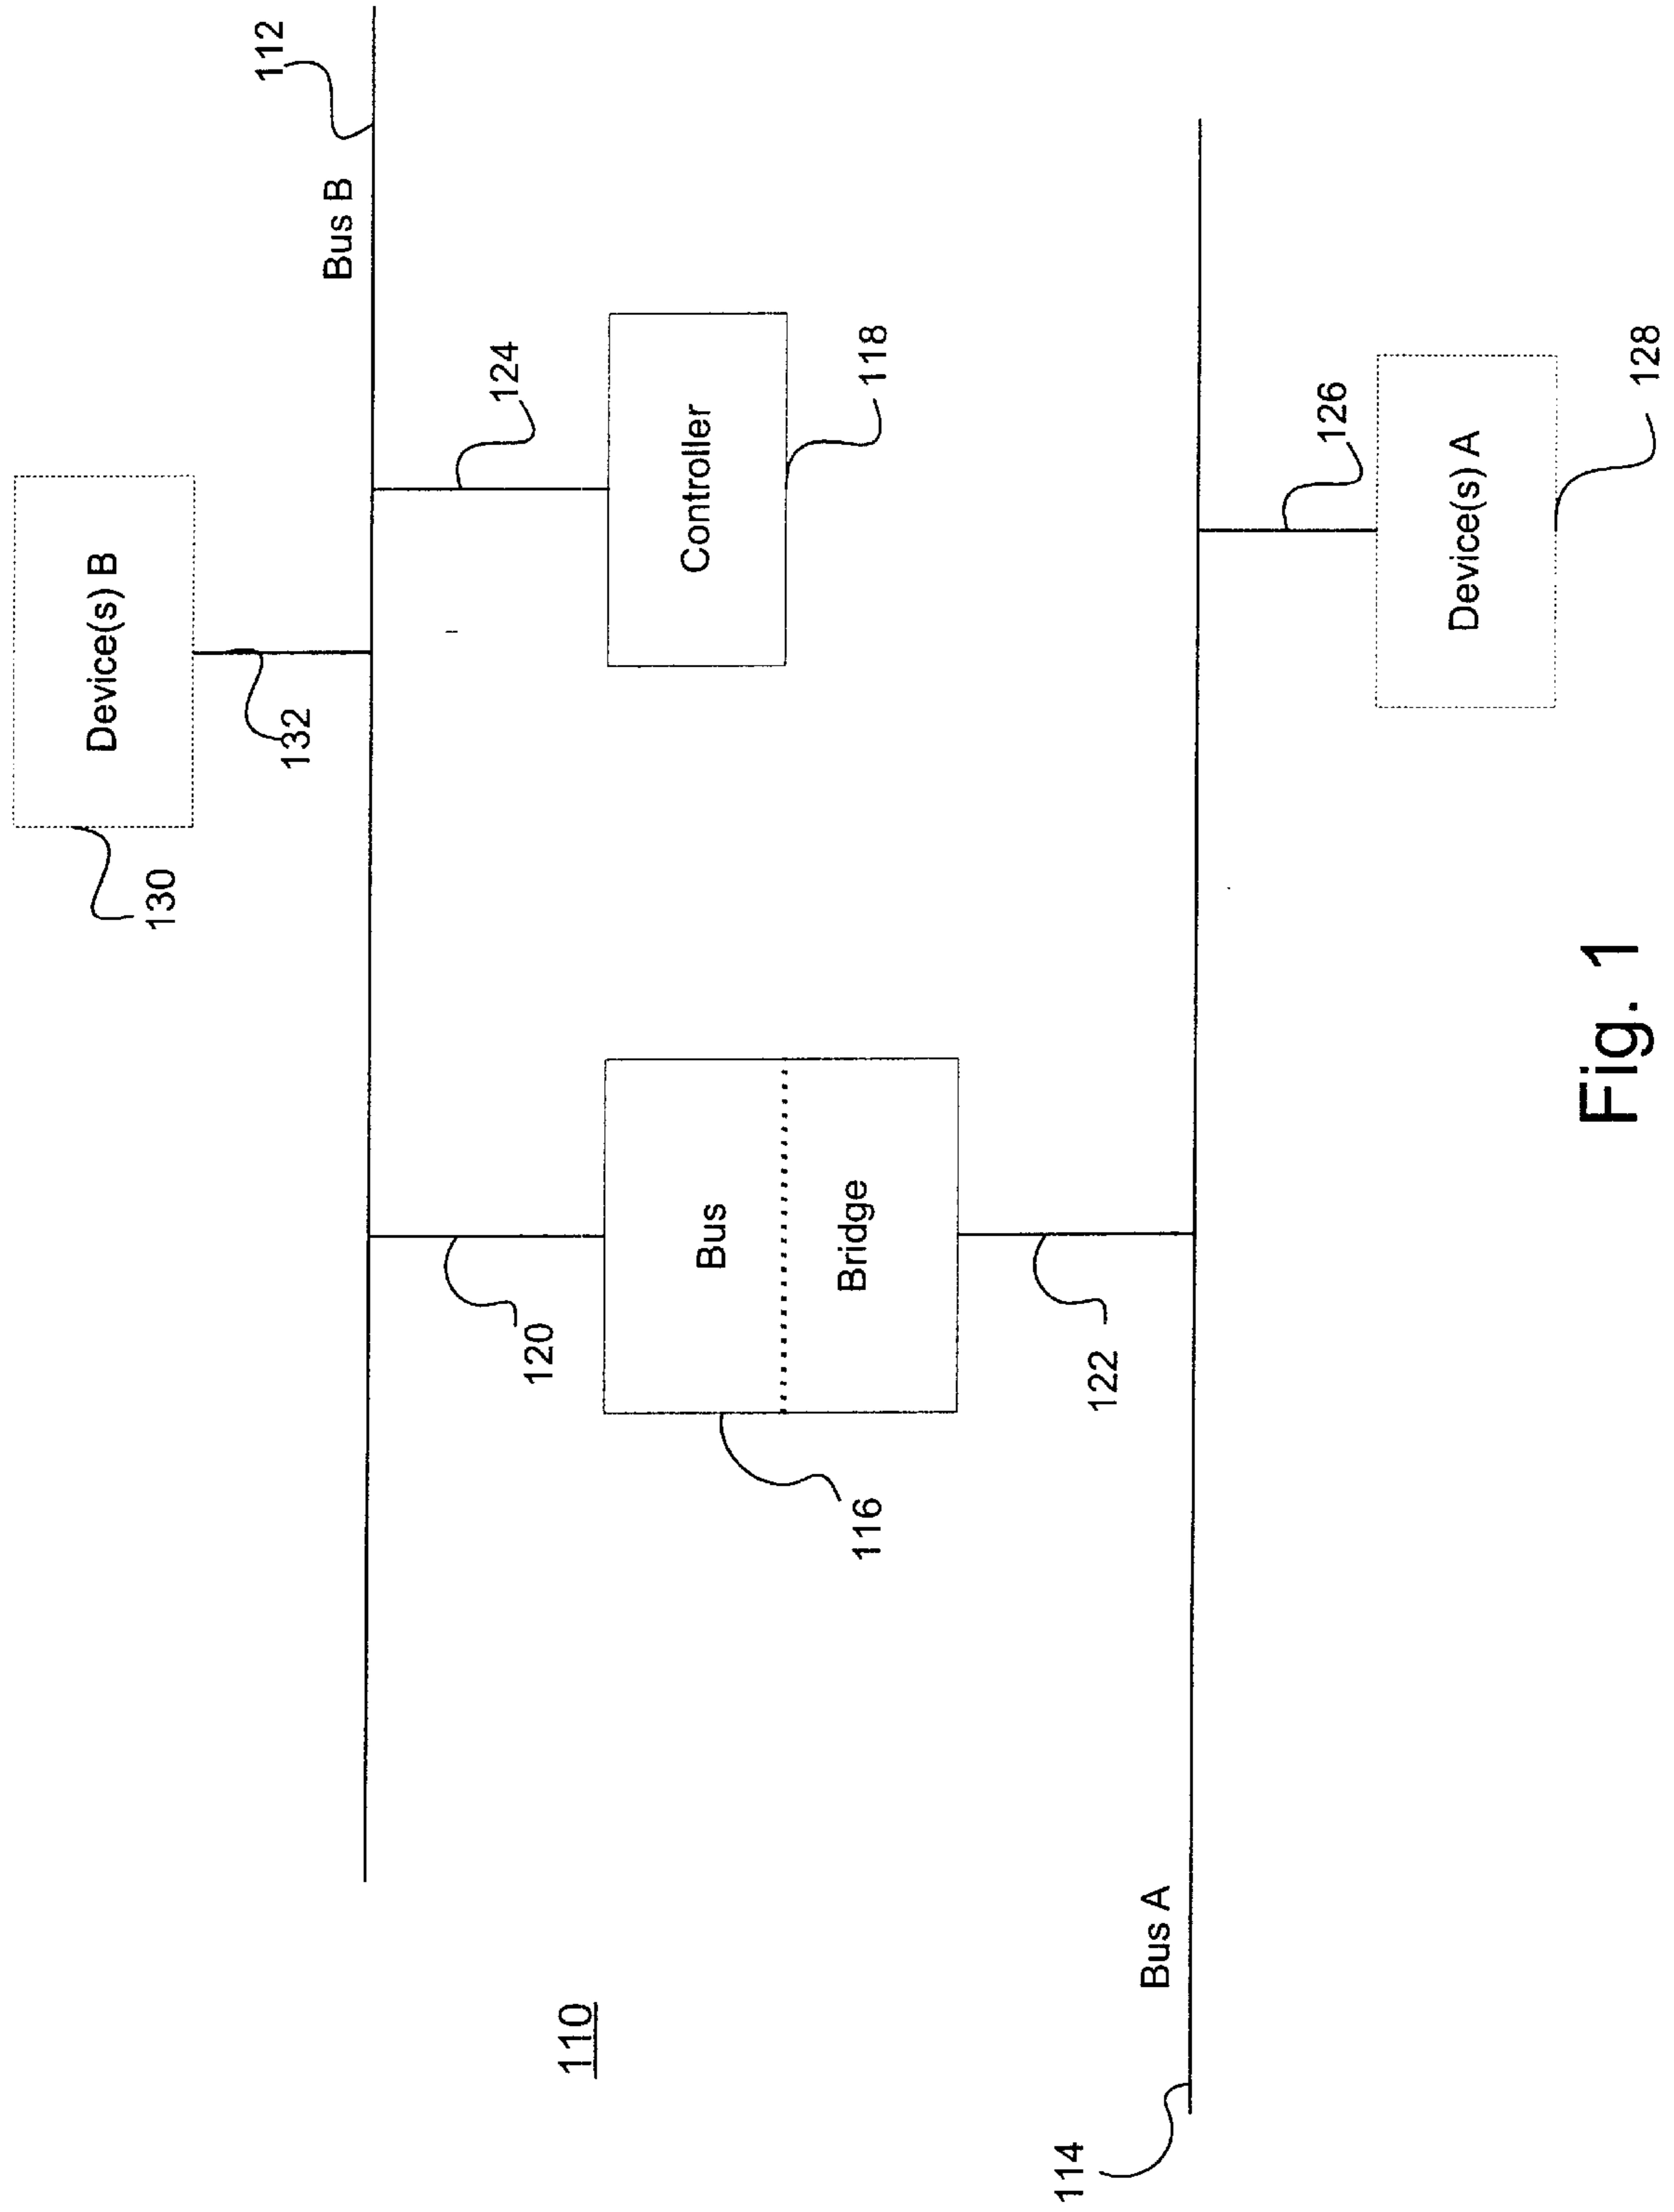 Device(s) B
130
132
112
Bus B
124
Controller
118
120
Bus
Bridge
116
122
110
Bus A
114
126
Device(s) A
128
Fig. 1